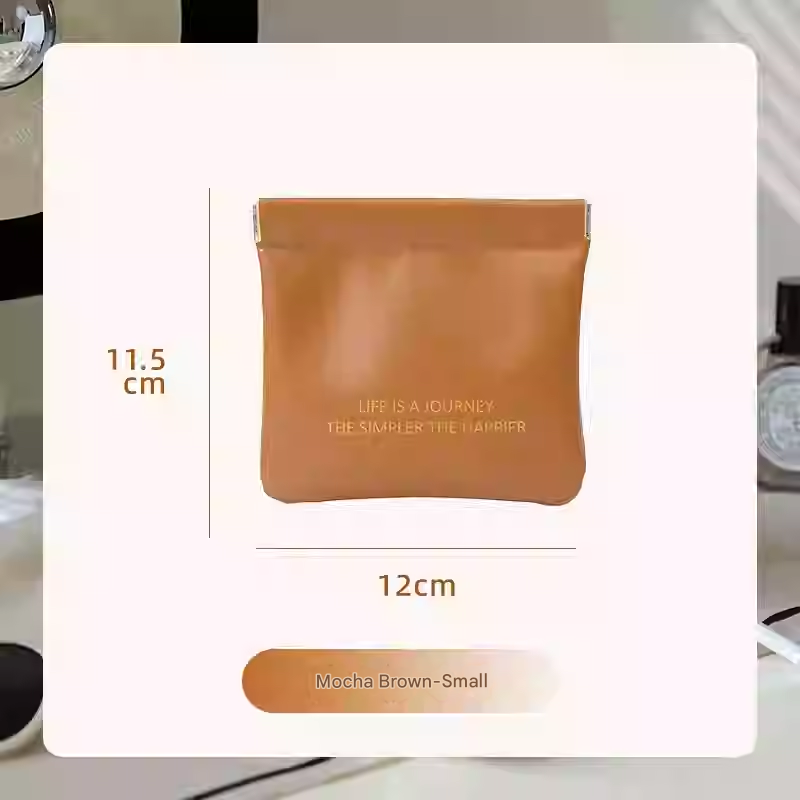 11.5
cm
LIFE IS A JOURNEY
THE SIMPLER THE HAPPIER
12cm
Mocha Brown-Small